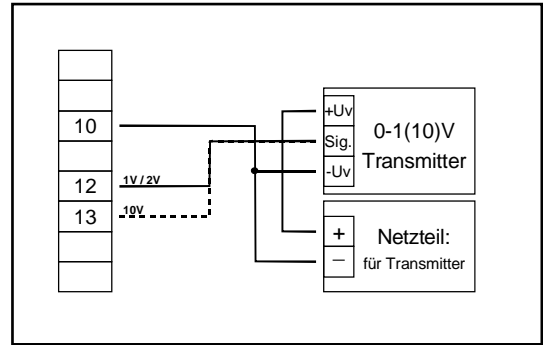 10
12
13
1V / 2V
10V
+Uv
Sig.
-Uv
0-1(10)V
Transmitter
+
−
Netzteil:
für Transmitter